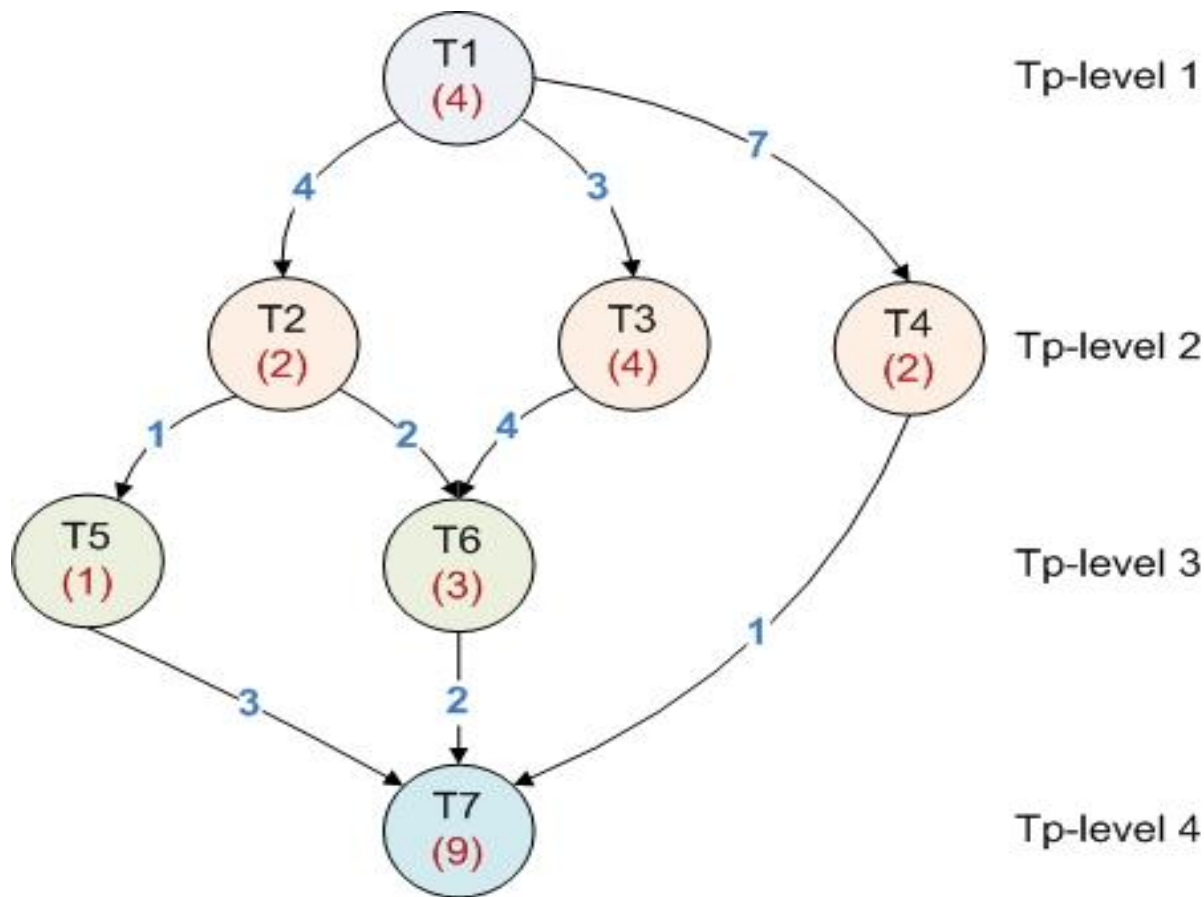 T1
(4)
Tp-level 1
7
4
3
T2
(2)
T3
(4)
T4
(2)
Tp-level 2
1
2
4
T5
(1)
T6
(3)
Tp-level 3
1
3
2
T7
(9)
Tp-level 4